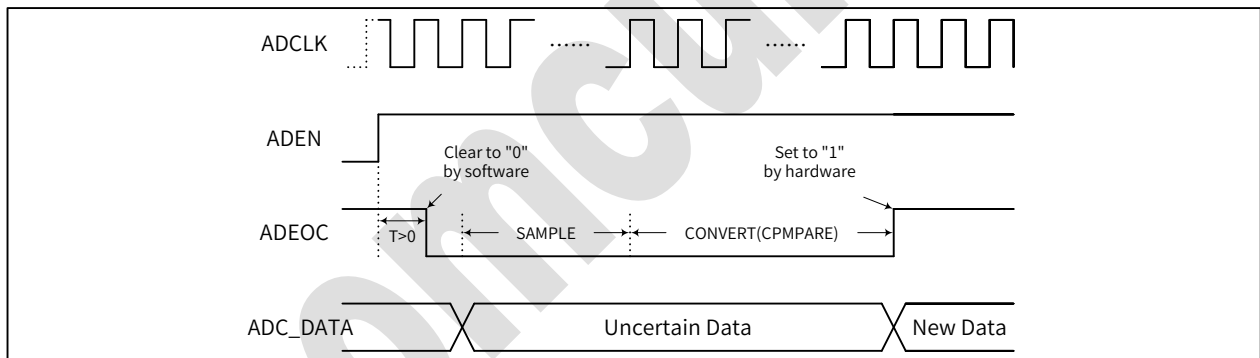 ADCLK
......
......
ADEN
Clear to "0"
by software
Set to "1"
by hardware
ADEOC
T>0
SAMPLE
CONVERT(CPMPARE)
ADC_DATA
Uncertain Data
New Data